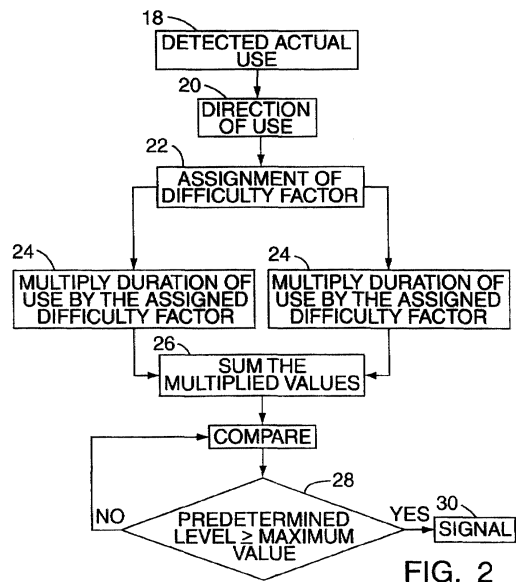 18
DETECTED ACTUAL
USE
20
DIRECTION
OF USE
22
ASSIGNMENT OF
DIFFICULTY FACTOR
24
MULTIPLY DURATION OF
USE BY THE ASSIGNED
DIFFICULTY FACTOR
24
MULTIPLY DURATION OF
USE BY THE ASSIGNED
DIFFICULTY FACTOR
26
SUM THE
MULTIPLIED VALUES
COMPARE
28
PREDETERMINED
LEVEL ≥ MAXIMUM
VALUE
NO
YES
30
SIGNAL
FIG. 2